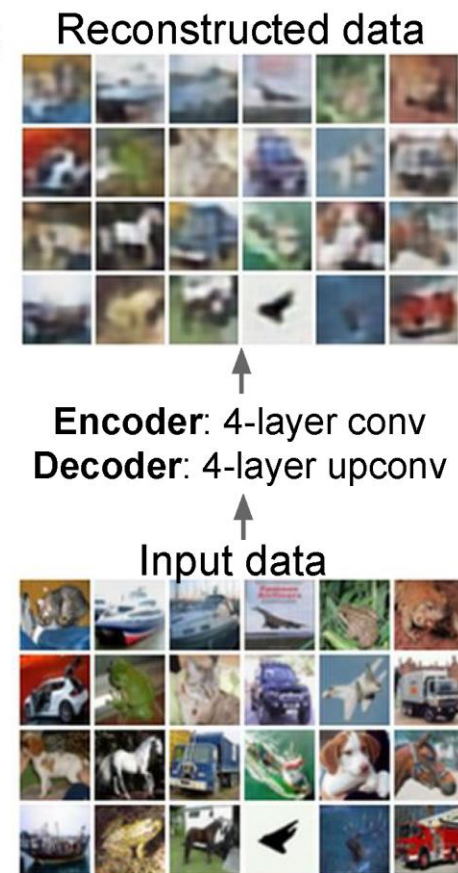 Reconstructed data
Encoder: 4-layer conv
Decoder: 4-layer upconv
Input data